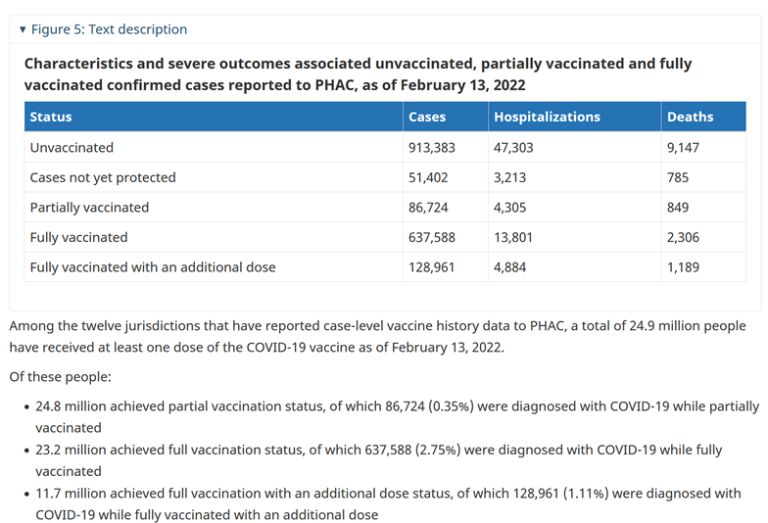 ▼ Figure 5: Text description
Characteristics and severe outcomes associated unvaccinated, partially vaccinated and fully
vaccinated confirmed cases reported to PHAC, as of February 13, 2022
Status Cases Hospitalizations Deaths
Unvaccinated 913,383 47,303 9,147
Cases not yet protected 51,402 3,213 785
Partially vaccinated 86,724 4,305 849
Fully vaccinated 637,588 13,801 2,306
Fully vaccinated with an additional dose 128,961 4,884 1,189
Among the twelve jurisdictions that have reported case-level vaccine history data to PHAC, a total of 24.9 million people
have received at least one dose of the COVID-19 vaccine as of February 13, 2022.
Of these people:
• 24.8 million achieved partial vaccination status, of which 86,724 (0.35%) were diagnosed with COVID-19 while partially
vaccinated
• 23.2 million achieved full vaccination status, of which 637,588 (2.75%) were diagnosed with COVID-19 while fully
vaccinated
• 11.7 million achieved full vaccination with an additional dose status, of which 128,961 (1.11%) were diagnosed with
COVID-19 while fully vaccinated with an additional dose